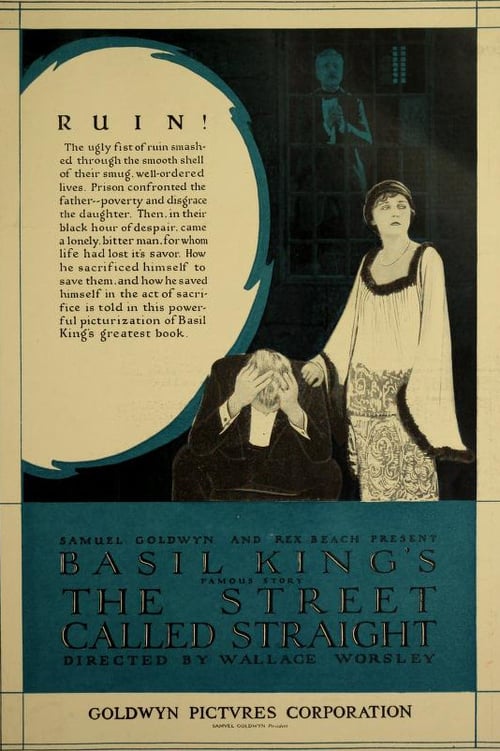 RUIN!
The ugly fist of ruin smash-
ed through the smooth shell
of their smug, well-ordered
lives. Prison confronted the
father--poverty and disgrace
the daughter. Then, in their
black hour of despair, came
a lonely, bitter man, for whom
life had lost it's savor. How
he sacrificed himself to
save them, and how he saved
himself in the act of sacri-
fice is told in this power-
ful picturization of Basil
King's greatest book.
SAMUEL GOLDWYN AND REX BEACH PRESENT
BASIL KING'S
FAMOUS STORY
THE STREET
CALLED STRAIGHT
DIRECTED BY WALLACE WORSLEY
GOLDWYN PICTVRES CORPORATION
SAMVEL GOLDWYN President